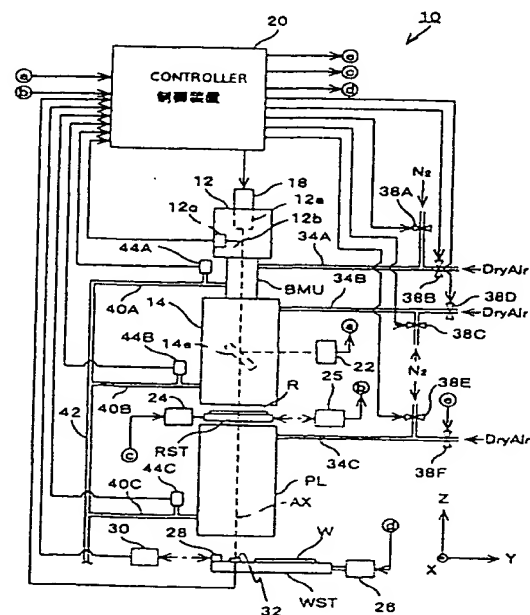 10
20
ⓐ
ⓑ
CONTROLLER
制御装置
ⓐ
ⓒ
ⓓ
12
18
12e
12a
12b
N₂
38A
44A
34A
DryAir
40A
BMU
38B
38D
14
34B
DryAir
44B
14a
ⓐ
38C
22
N₂
24
R
25
ⓑ
38E
ⓐ
40B
42
RST
DryAir
ⓒ
44C
34C
38F
PL
40C
AX
Z
30
28
W
ⓓ
X
Y
32
WST
26